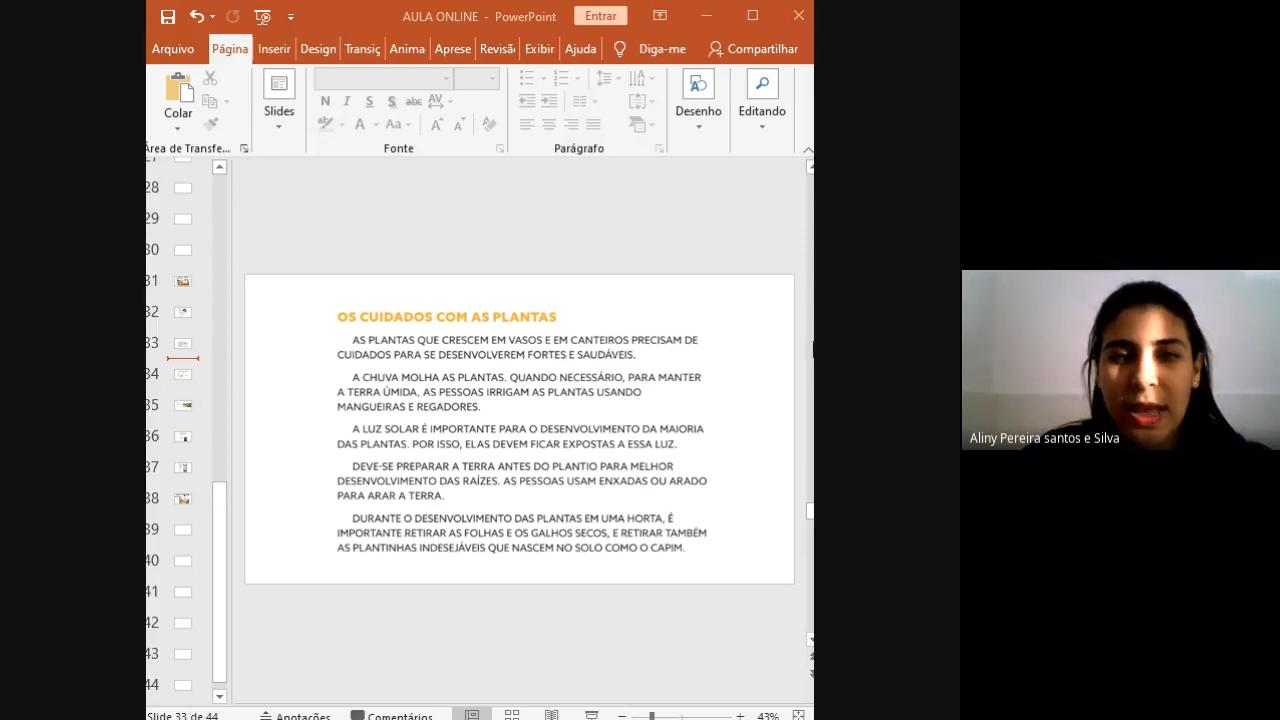 AULA ONLINE - PowerPoint
Entrar
Arquivo
Página
Inserir
Design
Transiç
Anima
Aprese
Revisã
Exibir
Ajuda
Diga-me
Compartilhar
Colar
Slides
N I S S abc AV
A Aa A A
Desenho
Editando
Área de Transfe...
Fonte
Parágrafo
28
29
30
31
32
33
34
35
36
37
38
39
40
41
42
43
44
OS CUIDADOS COM AS PLANTAS
AS PLANTAS QUE CRESCEM EM VASOS E EM CANTEIROS PRECISAM DE
CUIDADOS PARA SE DESENVOLVEREM FORTES E SAUDÁVEIS.
A CHUVA MOLHA AS PLANTAS. QUANDO NECESSÁRIO, PARA MANTER
A TERRA ÚMIDA, AS PESSOAS IRRIGAM AS PLANTAS USANDO
MANGUEIRAS E REGADORES.
A LUZ SOLAR É IMPORTANTE PARA O DESENVOLVIMENTO DA MAIORIA
DAS PLANTAS. POR ISSO, ELAS DEVEM FICAR EXPOSTAS A ESSA LUZ.
DEVE-SE PREPARAR A TERRA ANTES DO PLANTIO PARA MELHOR
DESENVOLVIMENTO DAS RAÍZES. AS PESSOAS USAM ENXADAS OU ARADO
PARA ARAR A TERRA.
DURANTE O DESENVOLVIMENTO DAS PLANTAS EM UMA HORTA, É
IMPORTANTE RETIRAR AS FOLHAS E OS GALHOS SECOS, E RETIRAR TAMBÉM
AS PLANTINHAS INDESEJÁVEIS QUE NASCEM NO SOLO COMO O CAPIM.
Aliny Pereira santos e Silva
Slide 33 de 44
Anotações
Comentários
43%